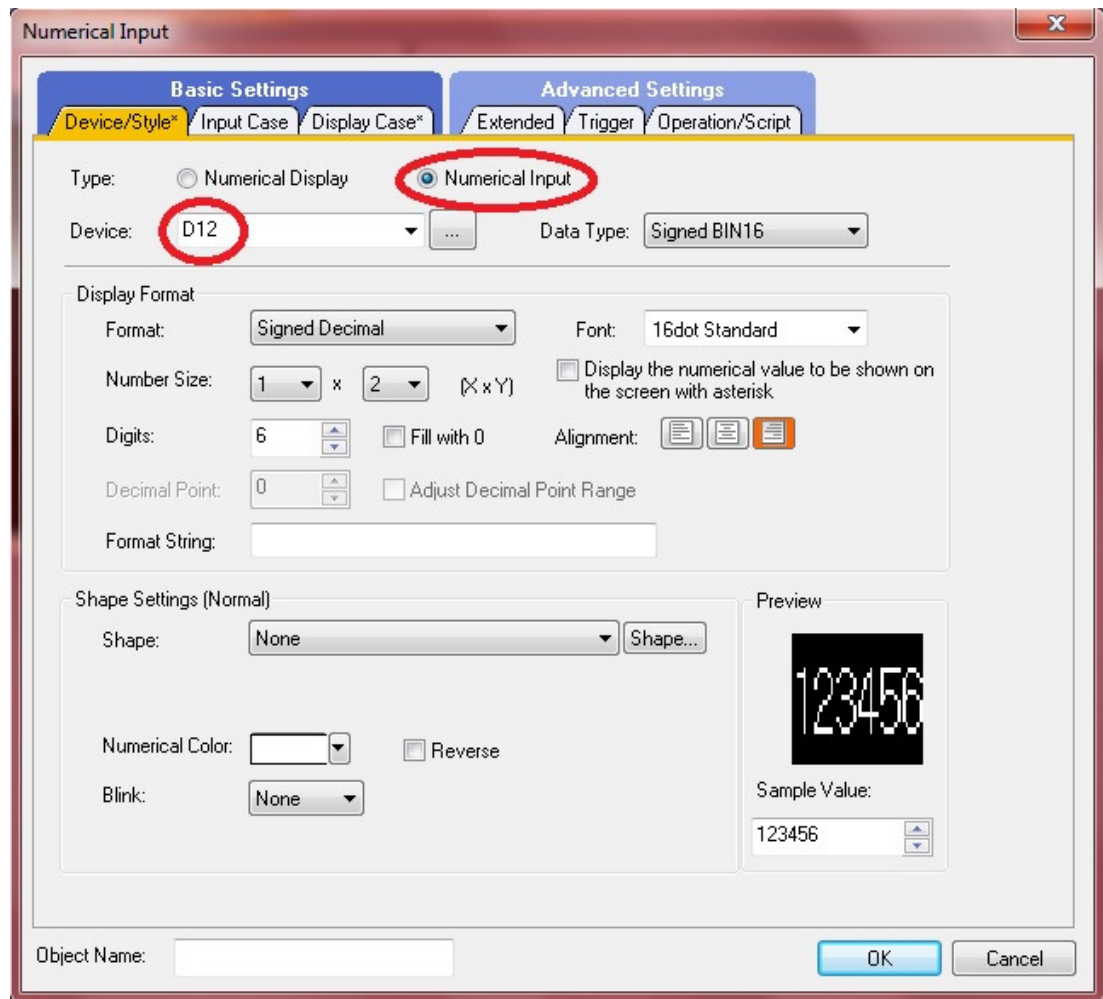 Numerical Input
Basic Settings
Advanced Settings
Device/Style*
Input Case
Display Case*
Extended
Trigger
Operation/Script
Type:
Numerical Display
Numerical Input
Device:
D12
...
Data Type:
Signed BIN16
Display Format
Format:
Signed Decimal
Font:
16dot Standard
Number Size:
1
x
2
(X x Y)
Display the numerical value to be shown on
the screen with asterisk
Digits:
6
Fill with 0
Alignment:
Decimal Point:
0
Adjust Decimal Point Range
Format String:
Shape Settings (Normal)
Shape:
None
Shape...
Numerical Color:
Reverse
Blink:
None
Preview
123456
Sample Value:
123456
Object Name:
OK
Cancel